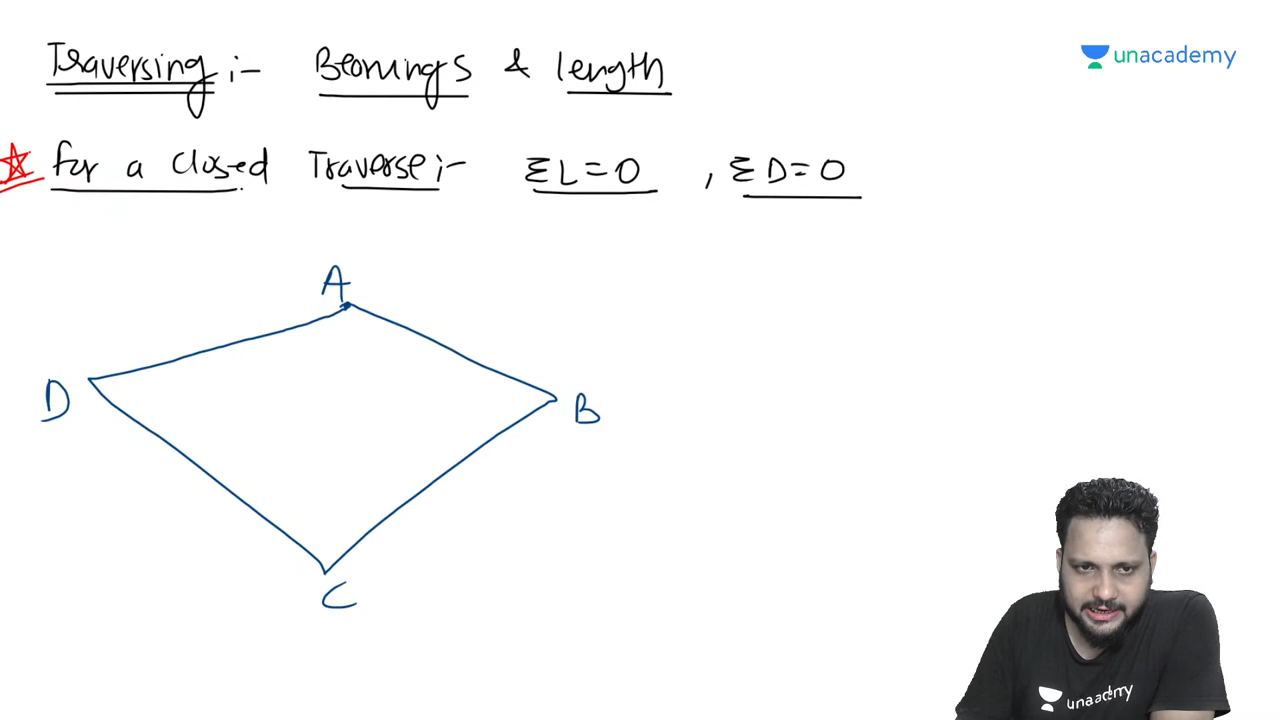 Traversing :- Bearings & length
unacademy
for a closed Traverse :- ΣL=0 , ΣD=0
A
D
B
C
unacademy